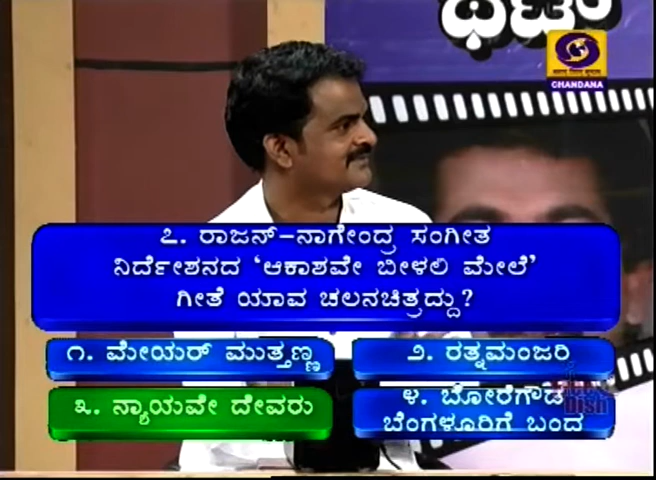 CHANDANA
೭. ರಾಜನ್-ನಾಗೇಂದ್ರ ಸಂಗೀತ
ನಿರ್ದೇಶನದ 'ಆಕಾಶವೇ ಬೀಳಲಿ ಮೇಲೆ'
ಗೀತೆ ಯಾವ ಚಲನಚಿತ್ರದ್ದು?
೧. ಮೇಯರ್ ಮುತ್ತಣ್ಣ
೨. ರತ್ನಮಂಜರಿ
೩. ನ್ಯಾಯವೇ ದೇವರು
೪. ಬೋರೆಗೌಡ
ಬೆಂಗಳೂರಿಗೆ ಬಂದ